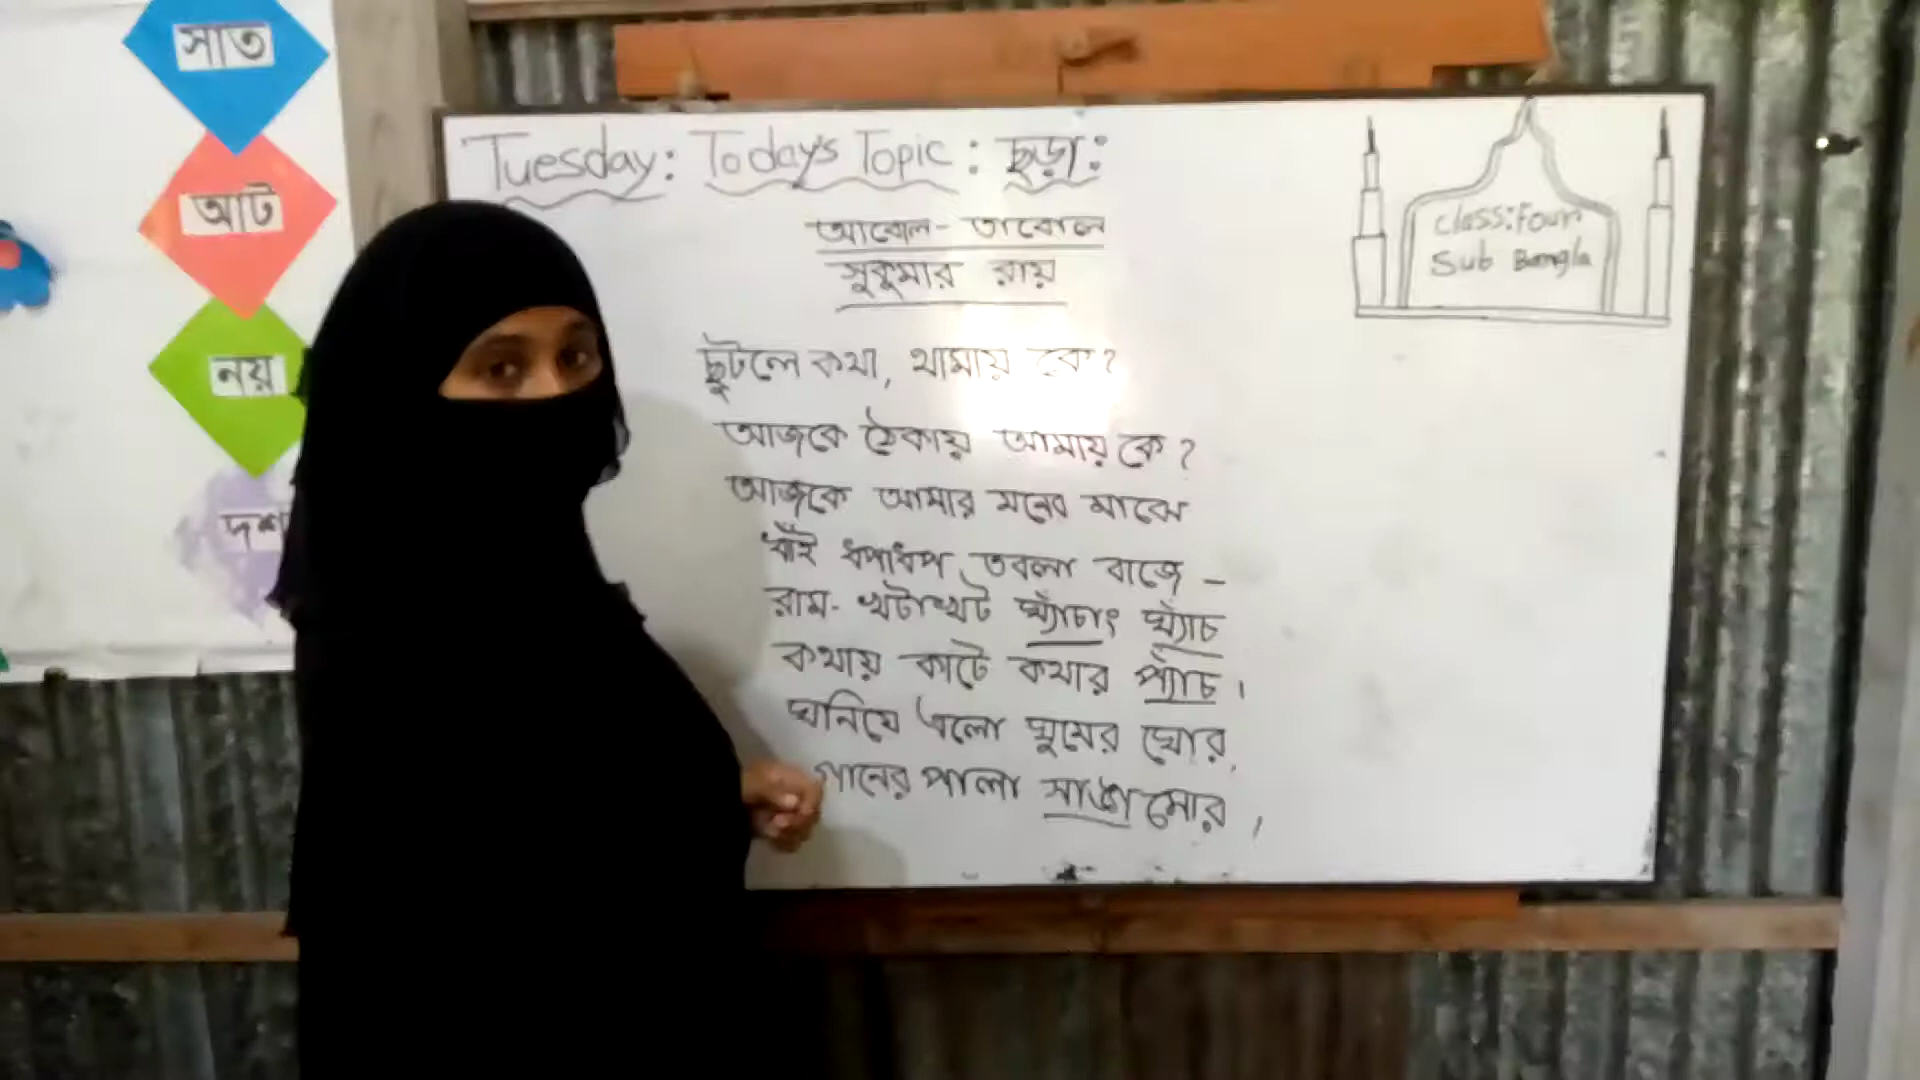 সাত
আট
নয়
দশ
Tuesday: Today's Topic: ছড়া:
আবোল-তাবোল
সুকুমার রায়
class: Four
Sub Bangla
ছুটলে কথা, থামায় কে?
আজকে ঠেকায় আমায় কে?
আজকে আমার মনের মাঝে
ধাঁই ধপাধপ তবলা বাজে –
রাম-খটাখট ঘ্যাঁচাং ঘ্যাঁচ
কথায় কাটে কথার প্যাঁচ।
ঘনিয়ে এলো ঘুমের ঘোর,
গানের পালা সাঙ্গ মোর।